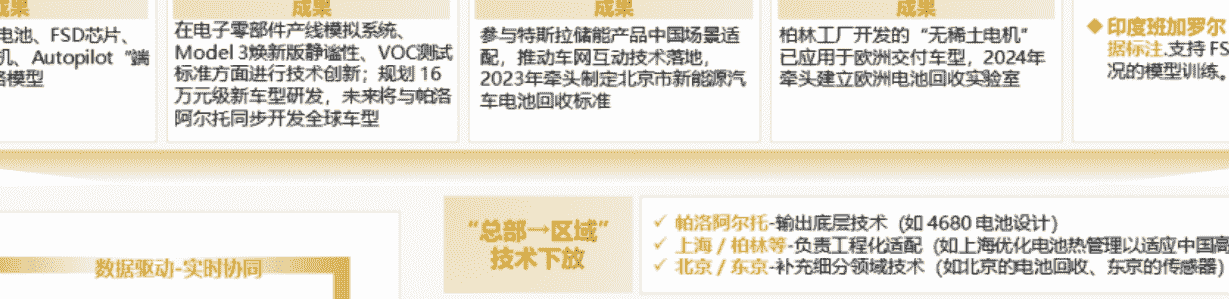 成果
成果
成果
成果
电池、FSD芯片、
机、Autopilot“端
络模型
在电子零部件产线模拟系统、
Model 3焕新版静谧性、VOC测试
标准方面进行技术创新；规划 16
万元级新车型研发，未来将与帕洛
阿尔托同步开发全球车型
参与特斯拉储能产品中国场景适
配，推动车网互动技术落地，
2023年牵头制定北京市新能源汽
车电池回收标准
柏林工厂开发的“无稀土电机”
已应用于欧洲交付车型，2024年
牵头建立欧洲电池回收实验室
◆印度班加罗尔
据标注.支持 FS
况的模型训练。
“总部→区域”
技术下放
✓ 帕洛阿尔托-输出底层技术（如 4680 电池设计）
✓ 上海 / 柏林等-负责工程化适配（如上海优化电池热管理以适应中国高
✓ 北京 / 东京-补充细分领域技术（如北京的电池回收、东京的传感器）
数据驱动-实时协同